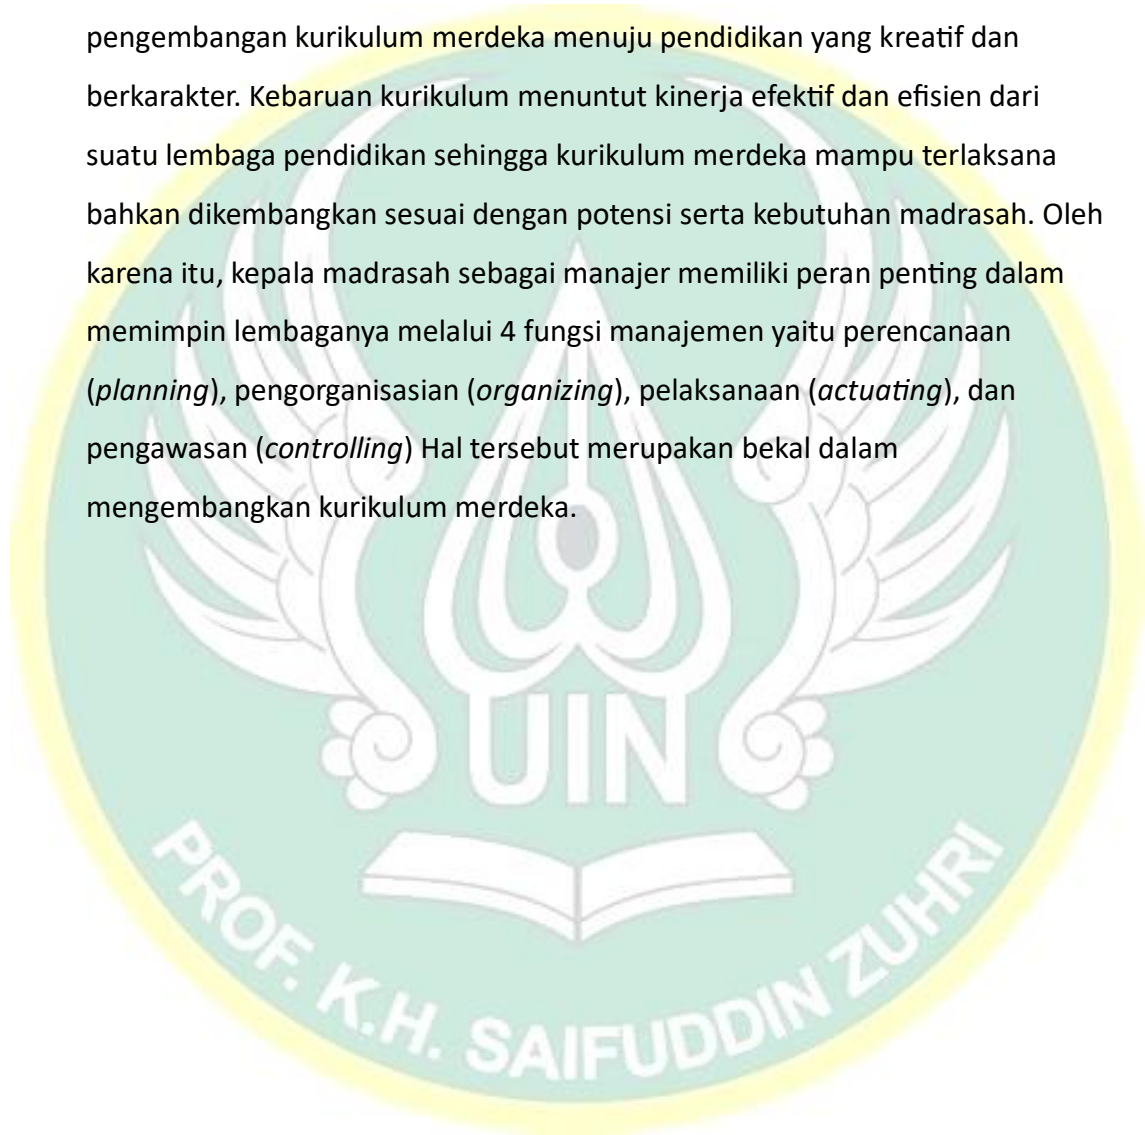 pengembangan kurikulum merdeka menuju pendidikan yang kreatif dan
berkarakter. Kebaruan kurikulum menuntut kinerja efektif dan efisien dari
suatu lembaga pendidikan sehingga kurikulum merdeka mampu terlaksana
bahkan dikembangkan sesuai dengan potensi serta kebutuhan madrasah. Oleh
karena itu, kepala madrasah sebagai manajer memiliki peran penting dalam
memimpin lembaganya melalui 4 fungsi manajemen yaitu perencanaan
(planning), pengorganisasian (organizing), pelaksanaan (actuating), dan
pengawasan (controlling) Hal tersebut merupakan bekal dalam
mengembangkan kurikulum merdeka.
UIN
PROF. K.H. SAIFUDDIN ZUHRI